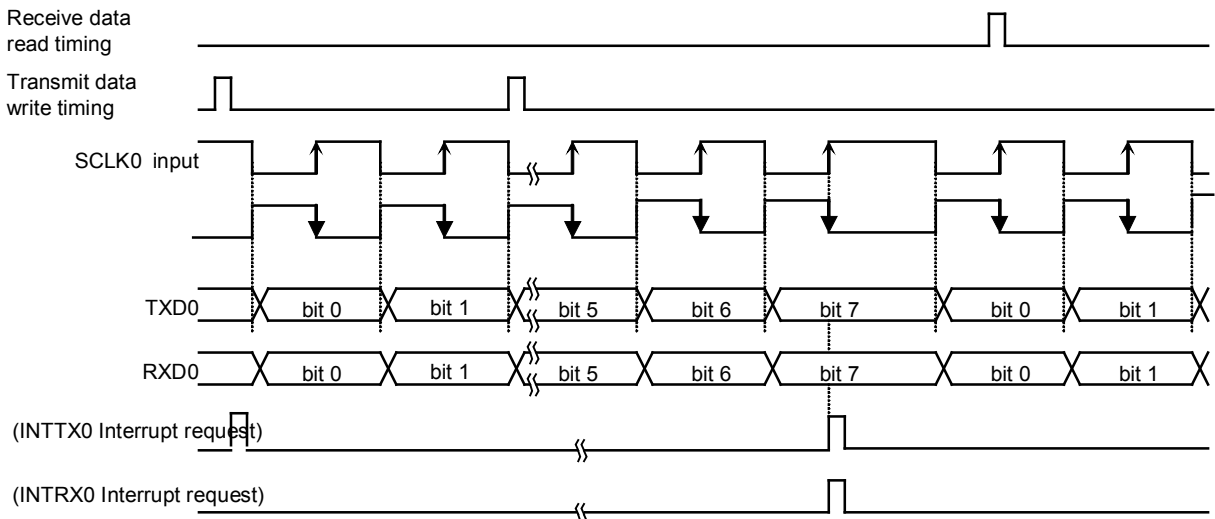 Receive data
read timing
Transmit data
write timing
SCLK0 input
TXD0 bit 0 bit 1 bit 5 bit 6 bit 7 bit 0 bit 1
RXD0 bit 0 bit 1 bit 5 bit 6 bit 7 bit 0 bit 1
(INTTX0 Interrupt request)
(INTRX0 Interrupt request)